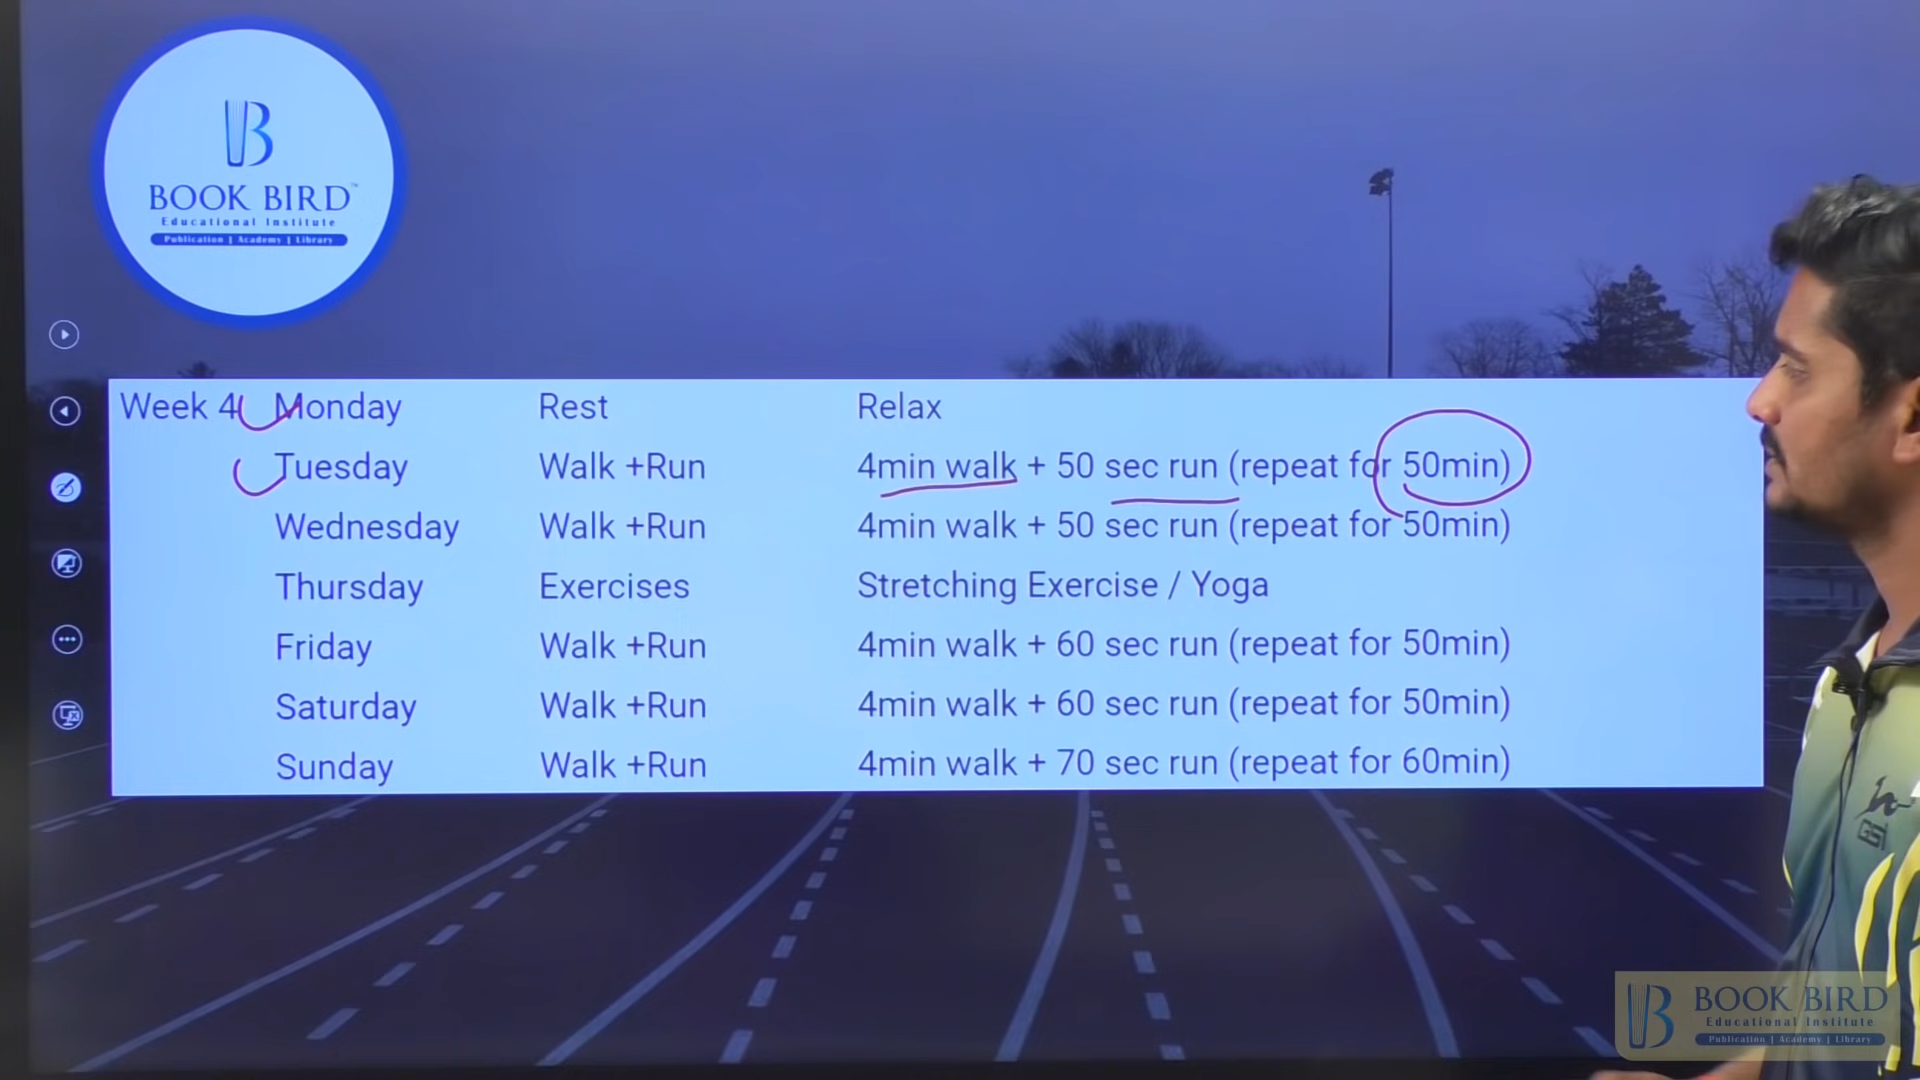 BOOK BIRD™
Educational Institute
Publication | Academy | Library
Week 4 Monday Rest Relax
Tuesday Walk +Run 4min walk + 50 sec run (repeat for 50min)
Wednesday Walk +Run 4min walk + 50 sec run (repeat for 50min)
Thursday Exercises Stretching Exercise / Yoga
Friday Walk +Run 4min walk + 60 sec run (repeat for 50min)
Saturday Walk +Run 4min walk + 60 sec run (repeat for 50min)
Sunday Walk +Run 4min walk + 70 sec run (repeat for 60min)
BOOK BIRD
Educational Institute
Publication | Academy | Library